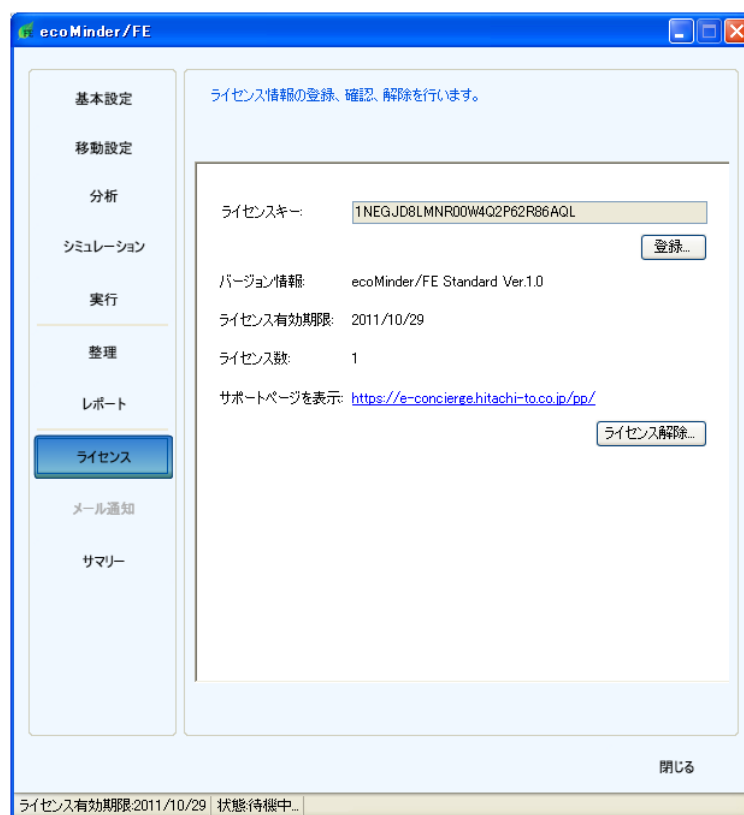 ecoMinder/FE
基本設定
移動設定
分析
シミュレーション
実行
整理
レポート
ライセンス
メール通知
サマリー
ライセンス情報の登録、確認、解除を行います。
ライセンスキー: 1NEGJD8LMNR00W4Q2P62R86AQL
登録...
バージョン情報: ecoMinder/FE Standard Ver.1.0
ライセンス有効期限: 2011/10/29
ライセンス数: 1
サポートページを表示: https://e-concierge.hitachi-to.co.jp/pp/
ライセンス解除...
閉じる
ライセンス有効期限:2011/10/29 状態:待機中...